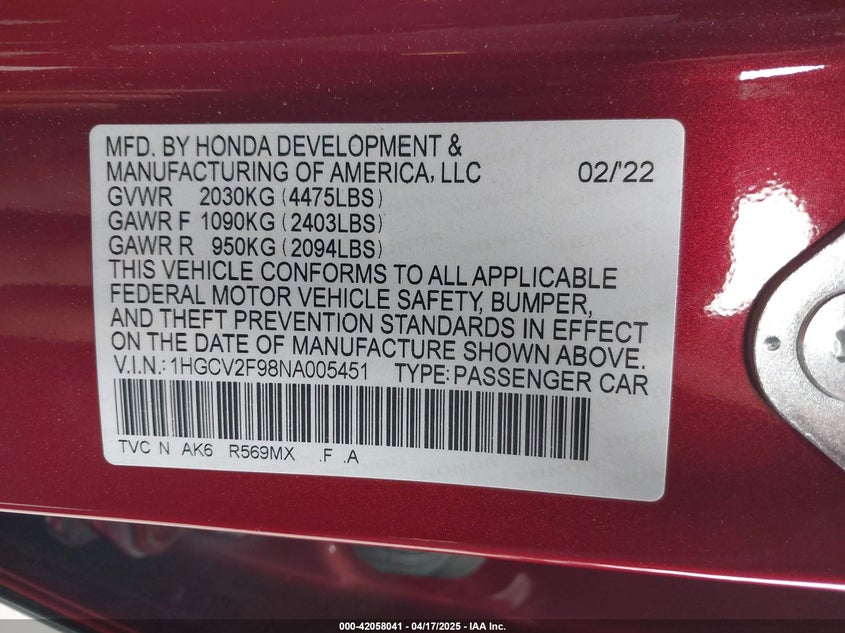 MFD. BY HONDA DEVELOPMENT &
MANUFACTURING OF AMERICA, LLC 02/'22
GVWR 2030KG (4475LBS)
GAWR F 1090KG (2403LBS)
GAWR R 950KG (2094LBS)
THIS VEHICLE CONFORMS TO ALL APPLICABLE
FEDERAL MOTOR VEHICLE SAFETY, BUMPER,
AND THEFT PREVENTION STANDARDS IN EFFECT
ON THE DATE OF MANUFACTURE SHOWN ABOVE.
V.I.N.: 1HGCV2F98NA005451 TYPE: PASSENGER CAR
TVC N AK6 R569MX .F .A
000-42058041 | 04/17/2025 | IAA Inc.